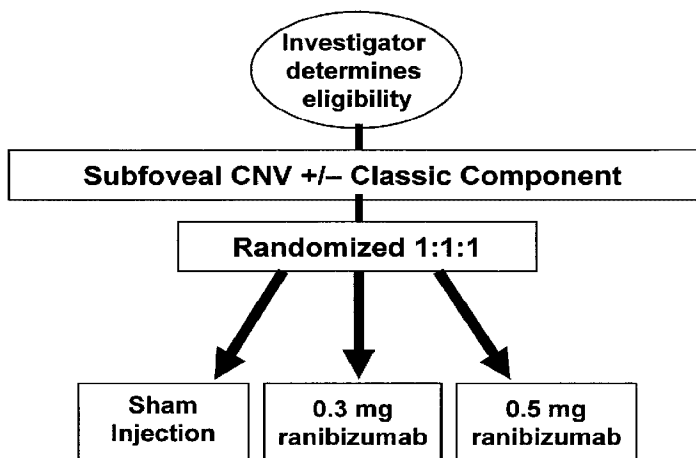 Investigator
determines
eligibility
Subfoveal CNV +/– Classic Component
Randomized 1:1:1
Sham
Injection
0.3 mg
ranibizumab
0.5 mg
ranibizumab